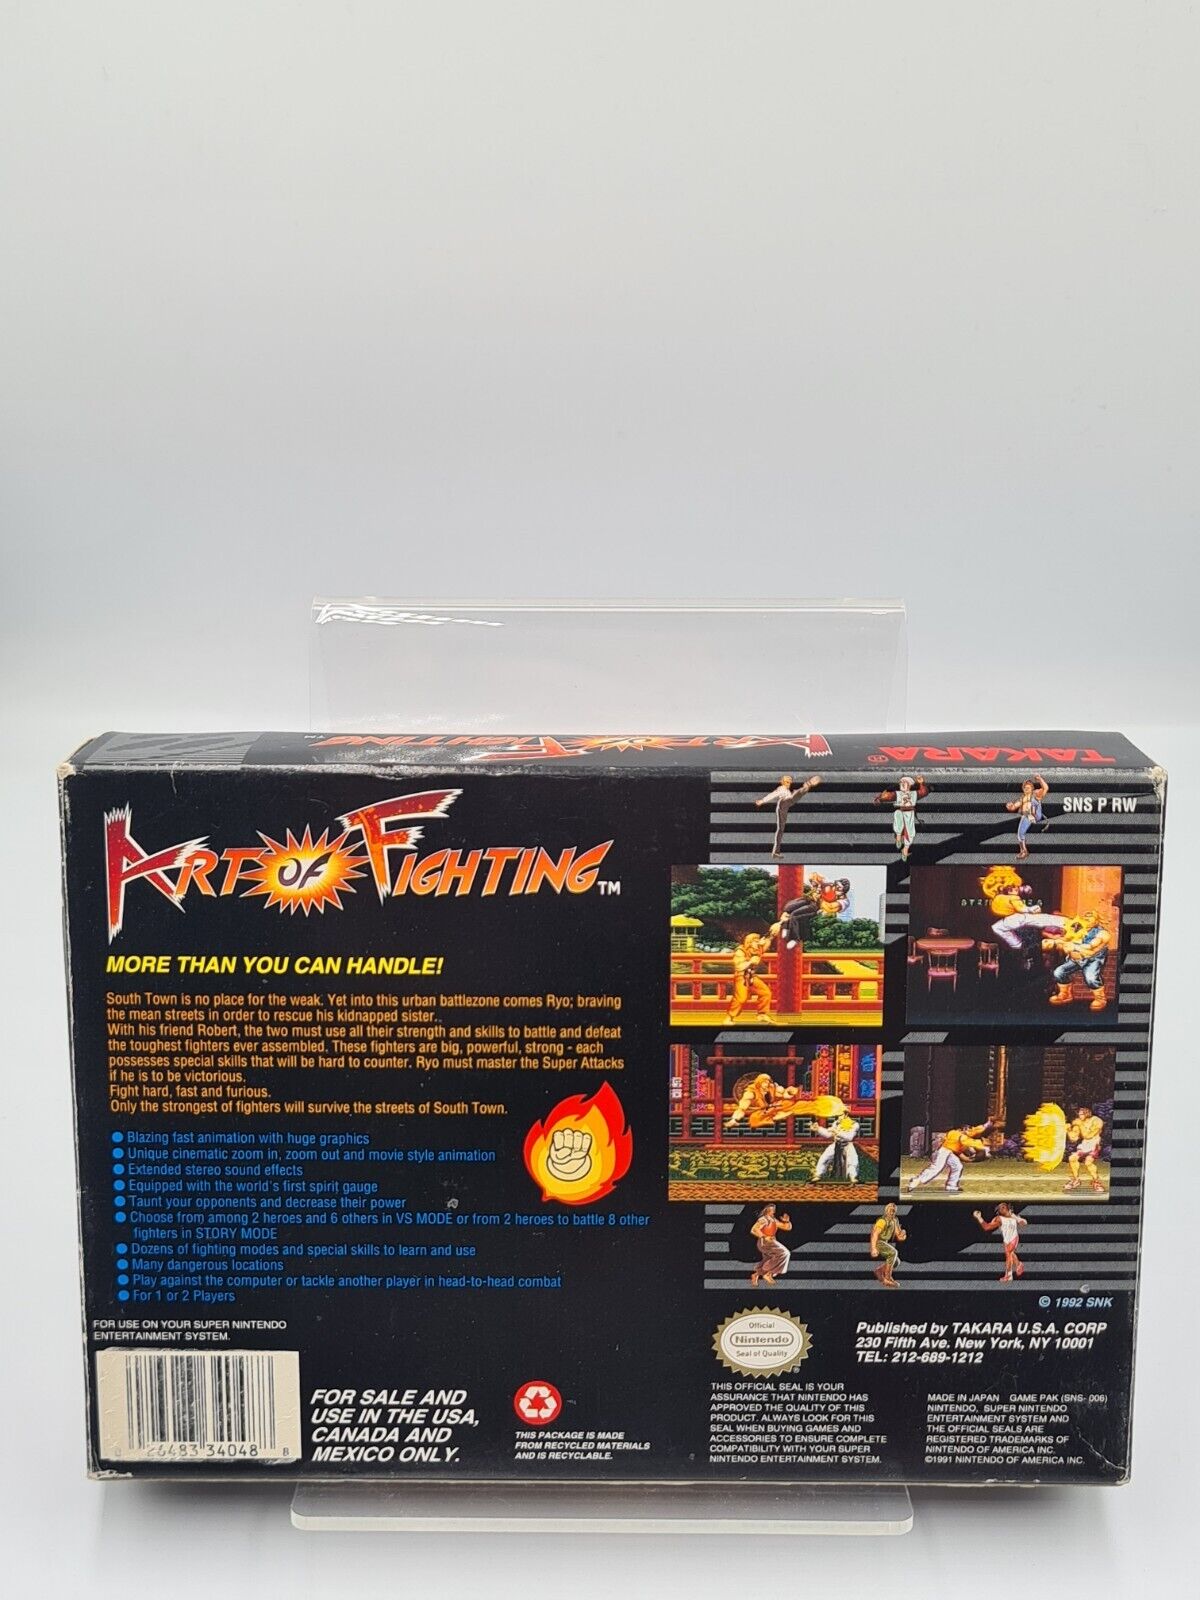 ART OF FIGHTING™
TAKARA®
ART OF FIGHTING™
SNS P RW
MORE THAN YOU CAN HANDLE!
South Town is no place for the weak. Yet into this urban battlezone comes Ryo; braving
the mean streets in order to rescue his kidnapped sister..
With his friend Robert, the two must use all their strength and skills to battle and defeat
the toughest fighters ever assembled. These fighters are big, powerful, strong - each
possesses special skills that will be hard to counter. Ryo must master the Super Attacks
if he is to be victorious.
Fight hard, fast and furious.
Only the strongest of fighters will survive the streets of South Town.
● Blazing fast animation with huge graphics
● Unique cinematic zoom in, zoom out and movie style animation
● Extended stereo sound effects
● Equipped with the world's first spirit gauge
● Taunt your opponents and decrease their power
● Choose from among 2 heroes and 6 others in VS MODE or from 2 heroes to battle 8 other
fighters in STORY MODE
● Dozens of fighting modes and special skills to learn and use
● Many dangerous locations
● Play against the computer or tackle another player in head-to-head combat
● For 1 or 2 Players
FOR USE ON YOUR SUPER NINTENDO
ENTERTAINMENT SYSTEM.
26483 34048 8
FOR SALE AND
USE IN THE USA,
CANADA AND
MEXICO ONLY.
THIS PACKAGE IS MADE
FROM RECYCLED MATERIALS
AND IS RECYCLABLE.
© 1992 SNK
Official
Nintendo
Seal of Quality
®
Published by TAKARA U.S.A. CORP
230 Fifth Ave. New York, NY 10001
TEL: 212-689-1212
THIS OFFICIAL SEAL IS YOUR
ASSURANCE THAT NINTENDO HAS
APPROVED THE QUALITY OF THIS
PRODUCT. ALWAYS LOOK FOR THIS
SEAL WHEN BUYING GAMES AND
ACCESSORIES TO ENSURE COMPLETE
COMPATIBILITY WITH YOUR SUPER
NINTENDO ENTERTAINMENT SYSTEM.
MADE IN JAPAN GAME PAK (SNS-006)
NINTENDO, SUPER NINTENDO
ENTERTAINMENT SYSTEM AND
THE OFFICIAL SEALS ARE
REGISTERED TRADEMARKS OF
NINTENDO OF AMERICA INC.
©1991 NINTENDO OF AMERICA INC.